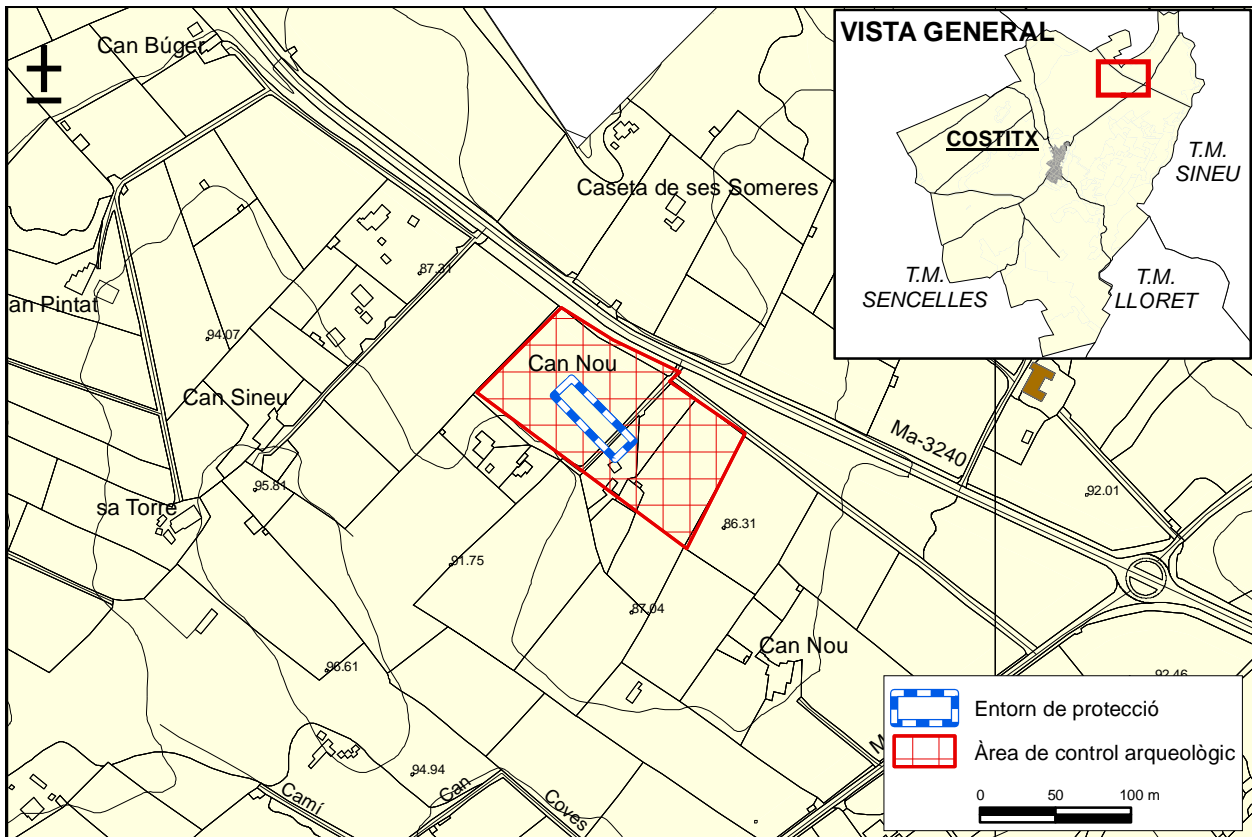 Can Búger
VISTA GENERAL
COSTITX
T.M.
SINEU
T.M.
SENCELLES
T.M.
LLORET
Caseta de ses Someres
87.31
an Pintat
94.07
Can Nou
Can Sineu
Ma-3240
95.81
sa Torre
92.01
86.31
91.75
87.04
Can Nou
96.61
92.46
Entorn de protecció
M
Àrea de control arqueològic
94.94
Camí
Can
Coves
0 50 100 m